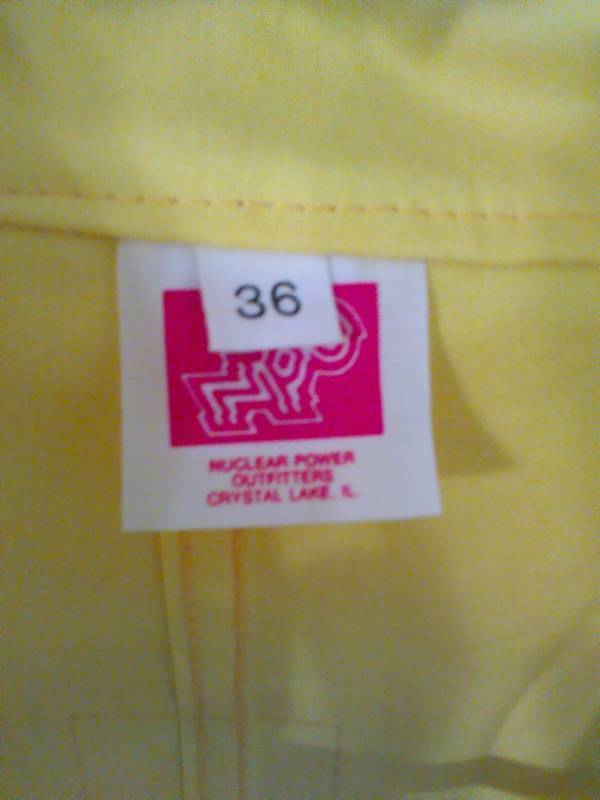 36
NUCLEAR POWER
OUTFITTERS
CRYSTAL LAKE, IL.